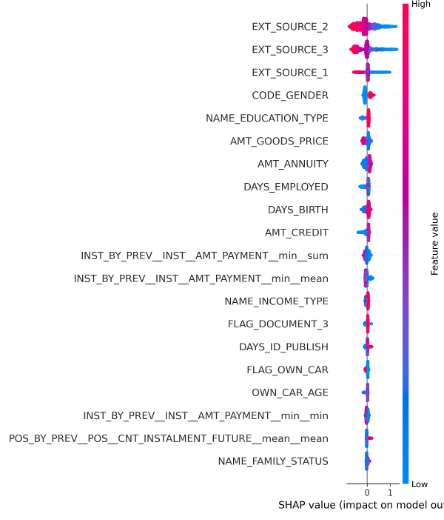 High
EXT_SOURCE_2
EXT_SOURCE_3
EXT_SOURCE_1
CODE_GENDER
NAME_EDUCATION_TYPE
AMT_GOODS_PRICE
AMT_ANNUITY
DAYS_EMPLOYED
DAYS_BIRTH
AMT_CREDIT
INST_BY_PREV__INST__AMT_PAYMENT__min__sum
INST_BY_PREV__INST__AMT_PAYMENT__min__mean
NAME_INCOME_TYPE
FLAG_DOCUMENT_3
DAYS_ID_PUBLISH
FLAG_OWN_CAR
OWN_CAR_AGE
INST_BY_PREV__INST__AMT_PAYMENT__min__min
POS_BY_PREV__POS__CNT_INSTALMENT_FUTURE__mean__mean
NAME_FAMILY_STATUS
Feature value
Low
0 1
SHAP value (impact on model ou